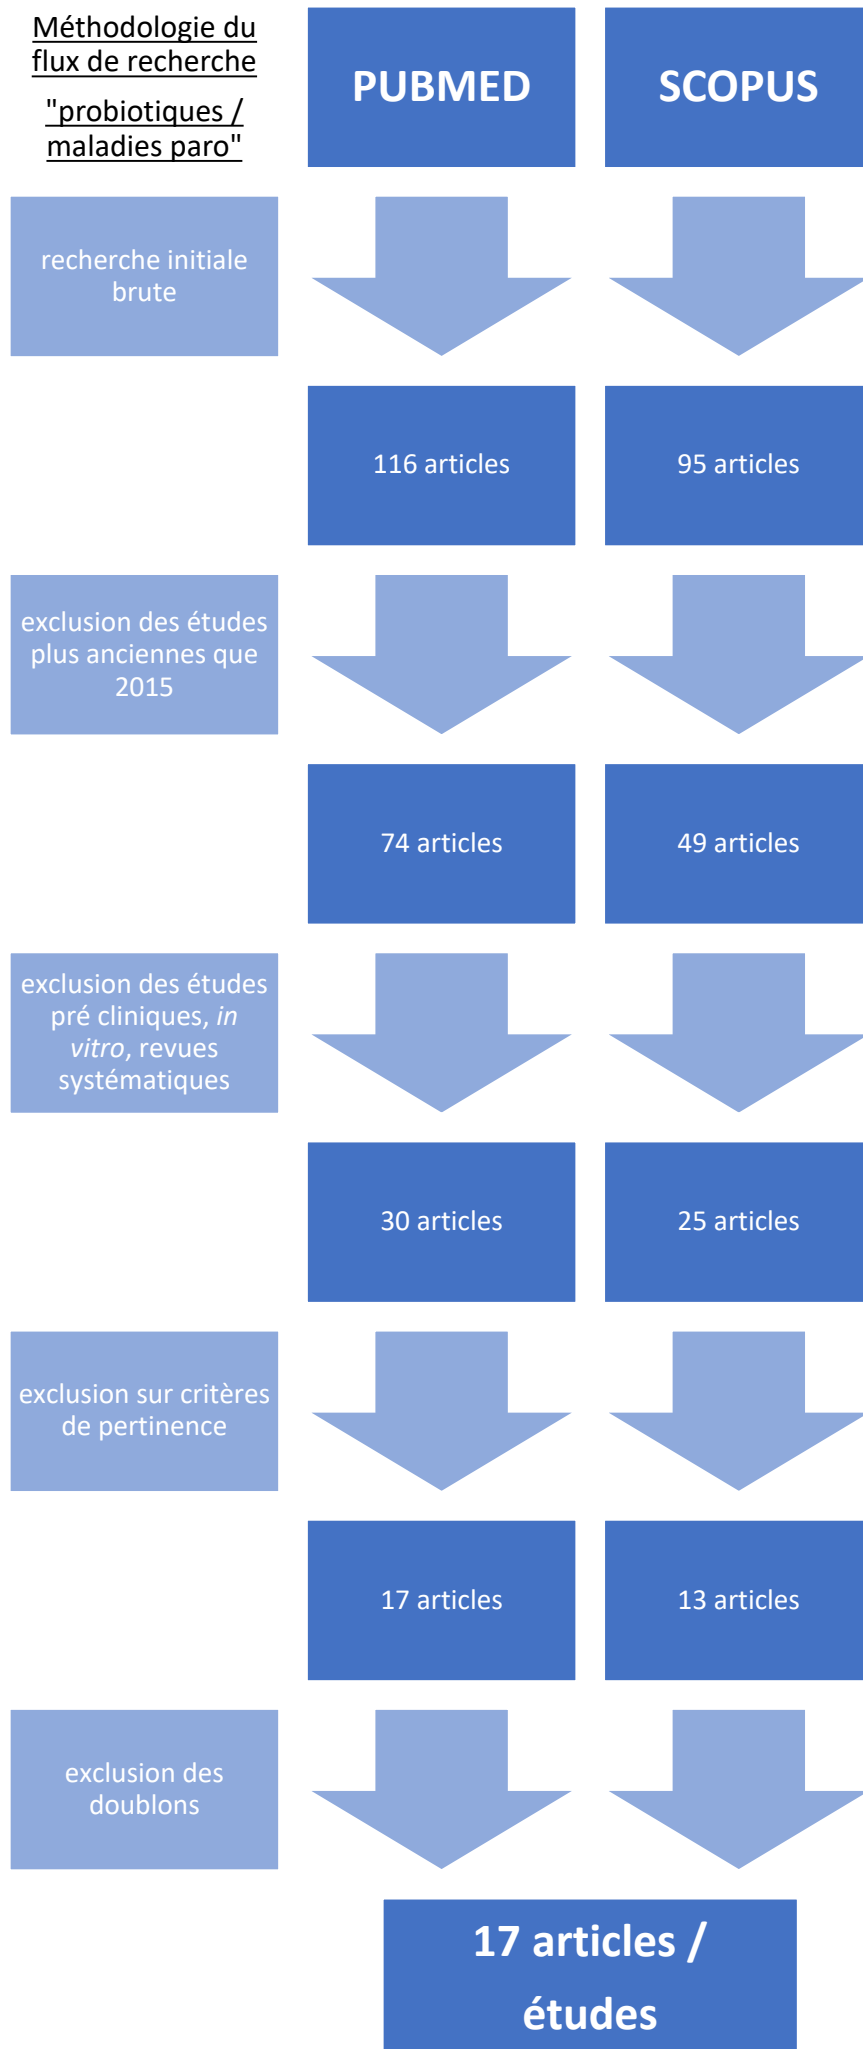 Méthodologie du
flux de recherche
"probiotiques /
maladies paro"
PUBMED
SCOPUS
recherche initiale
brute
116 articles
95 articles
exclusion des études
plus anciennes que
2015
74 articles
49 articles
exclusion des études
pré cliniques, in
vitro, revues
systématiques
30 articles
25 articles
exclusion sur critères
de pertinence
17 articles
13 articles
exclusion des
doublons
17 articles /
études